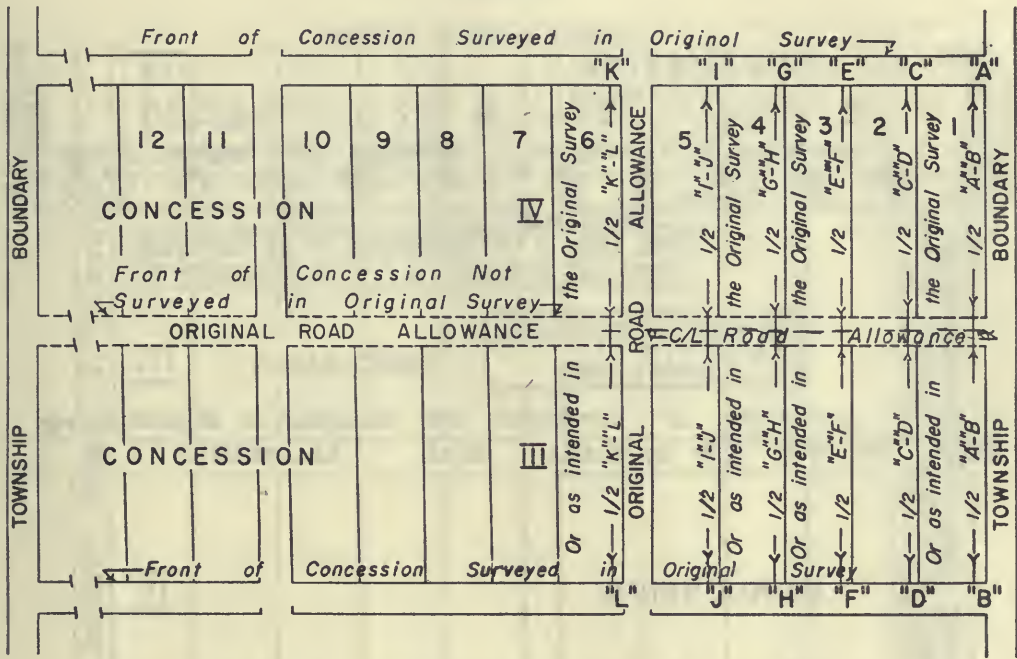 Front of Concession Surveyed in Original Survey
"K" "I" "G" "E" "C" "A"
12 11 10 9 8 7 6 5 4 3 2 1
BOUNDARY
CONCESSION IV
the Original Survey
1/2 "K"-"L"
ALLOWANCE
1/2 "I"-"J"
the Original Survey
1/2 "G"-"H"
the Original Survey
1/2 "E"-"F"
1/2 "C"-"D"
the Original Survey
1/2 "A"-"B"
BOUNDARY
Front of Concession Not
Surveyed in Original Survey
ORIGINAL ROAD ALLOWANCE
ROAD
C/L Road Allowance
TOWNSHIP
CONCESSION III
Or as intended in
1/2 "K"-"L"
ORIGINAL
1/2 "I"-"J"
Or as intended in
1/2 "G"-"H"
Or as intended in
1/2 "E"-"F"
1/2 "C"-"D"
Or as intended in
1/2 "A"-"B"
TOWNSHIP
Front of Concession Surveyed in Original Survey
"L" "J" "H" "F" "D" "B"